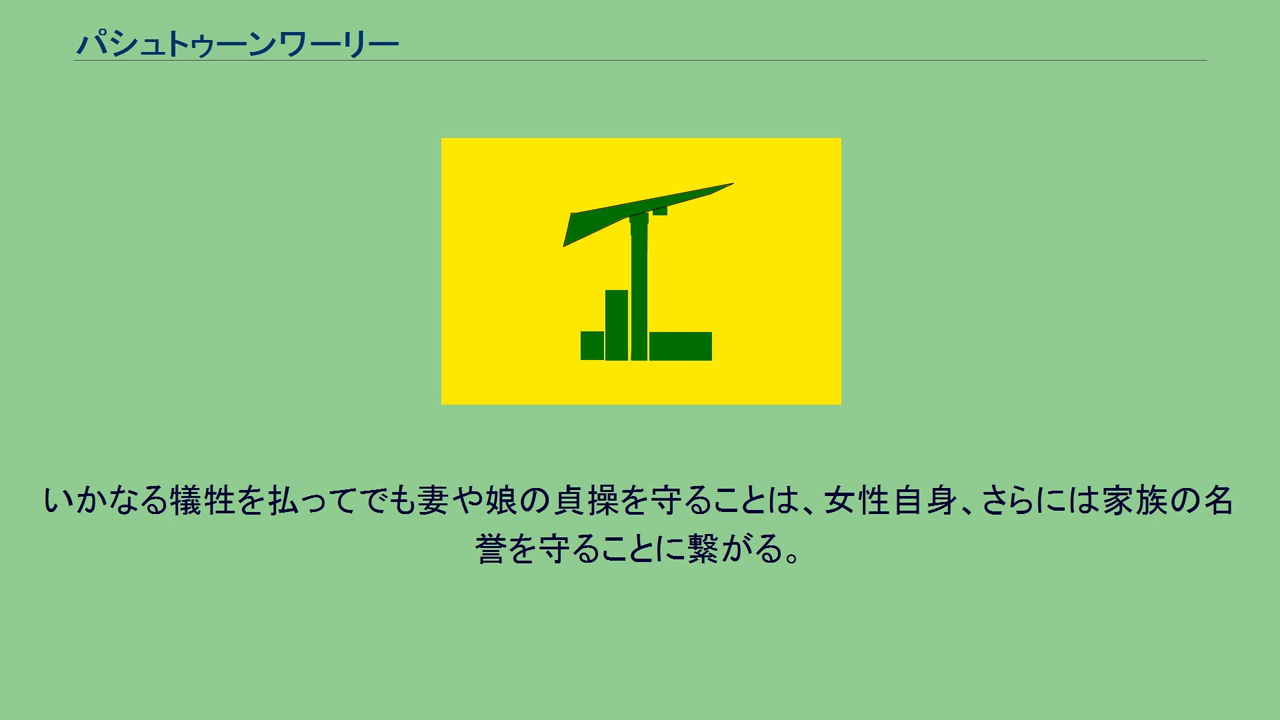 パシュトゥーンワーリー
いかなる犠牲を払ってでも妻や娘の貞操を守ることは、女性自身、さらには家族の名
誉を守ることに繋がる。